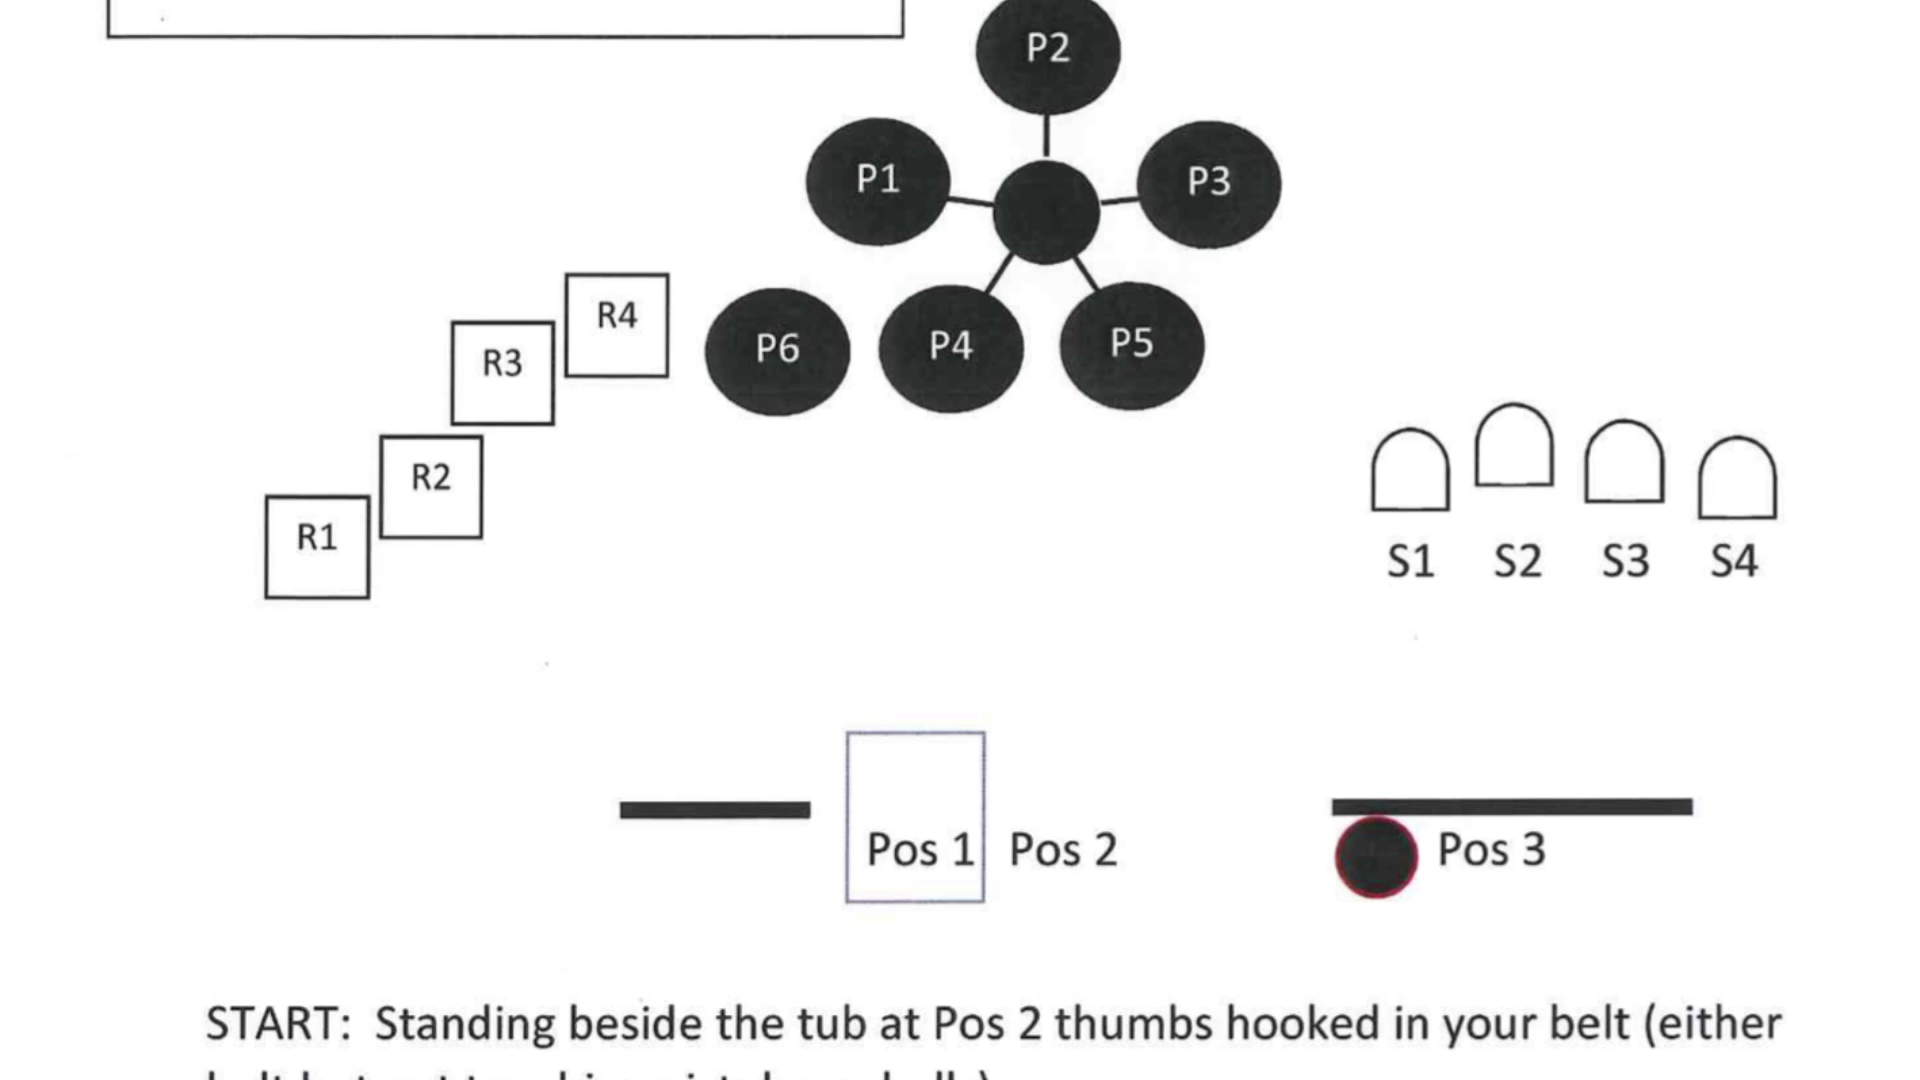 P2
P1
P3
R4
P6
P4
P5
R3
R2
R1
S1 S2 S3 S4
Pos 1 Pos 2 Pos 3
START: Standing beside the tub at Pos 2 thumbs hooked in your belt (either